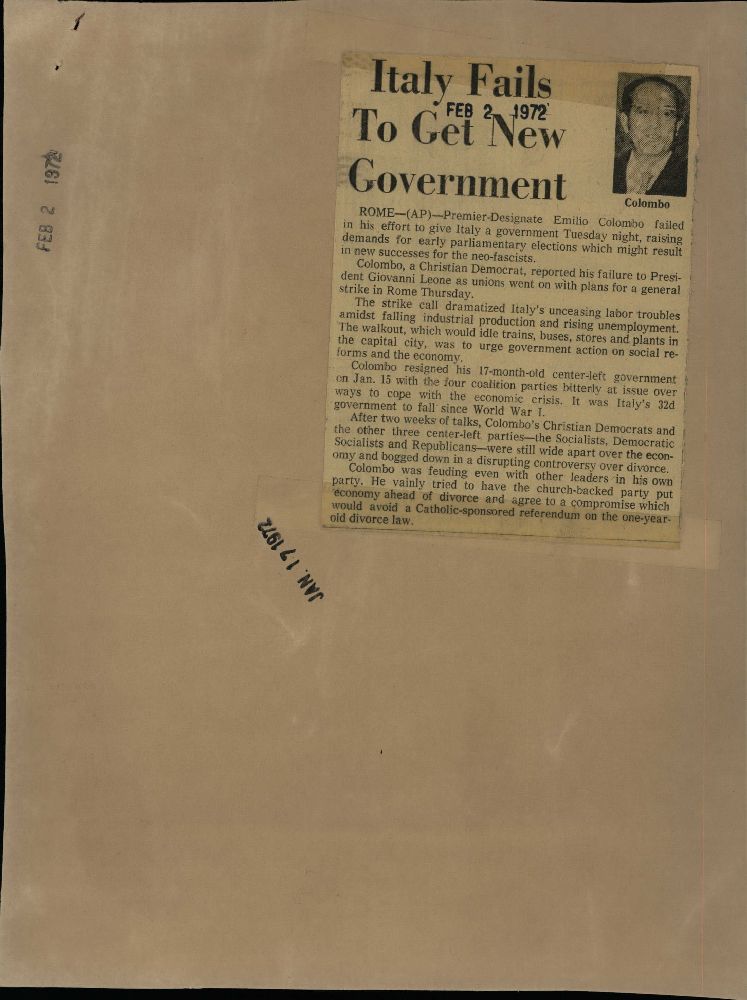 FEB 2 1972
Italy Fails
FEB 2 1972
To Get New
Government
Colombo
ROME—(AP)—Premier-Designate Emilio Colombo failed
in his effort to give Italy a government Tuesday night, raising
demands for early parliamentary elections which might result
in new successes for the neo-fascists.
Colombo, a Christian Democrat, reported his failure to Presi-
dent Giovanni Leone as unions went on with plans for a general
strike in Rome Thursday.
The strike call dramatized Italy's unceasing labor troubles
amidst falling industrial production and rising unemployment.
The walkout, which would idle trains, buses, stores and plants in
the capital city, was to urge government action on social re-
forms and the economy.
Colombo resigned his 17-month-old center-left government
on Jan. 15 with the four coalition parties bitterly at issue over
ways to cope with the economic crisis. It was Italy's 32d
government to fall since World War I.
After two weeks of talks, Colombo's Christian Democrats and
the other three center-left parties—the Socialists, Democratic
Socialists and Republicans—were still wide apart over the econ-
omy and bogged down in a disrupting controversy over divorce.
Colombo was feuding even with other leaders in his own
party. He vainly tried to have the church-backed party put
economy ahead of divorce and agree to a compromise which
would avoid a Catholic-sponsored referendum on the one-year-
old divorce law.
JAN. 17 1972